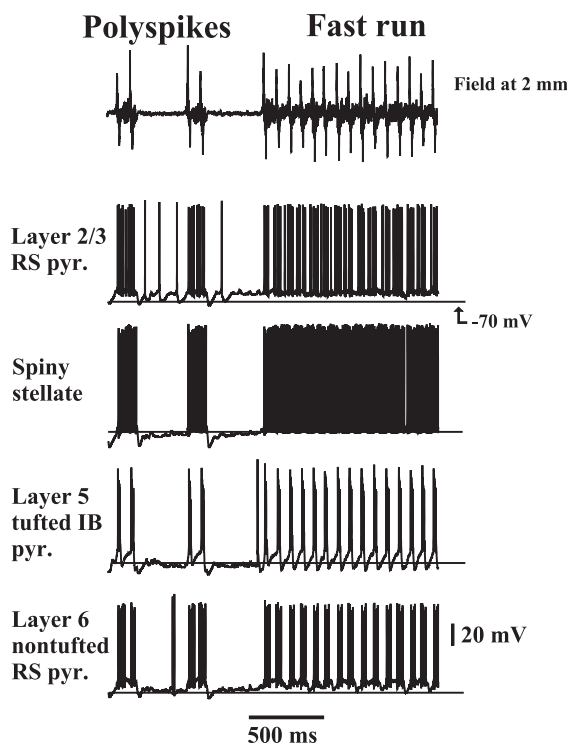 Polyspikes Fast run
Field at 2 mm
Layer 2/3
RS pyr.
-70 mV
Spiny
stellate
Layer 5
tufted IB
pyr.
Layer 6
nontufted
RS pyr.
20 mV
500 ms